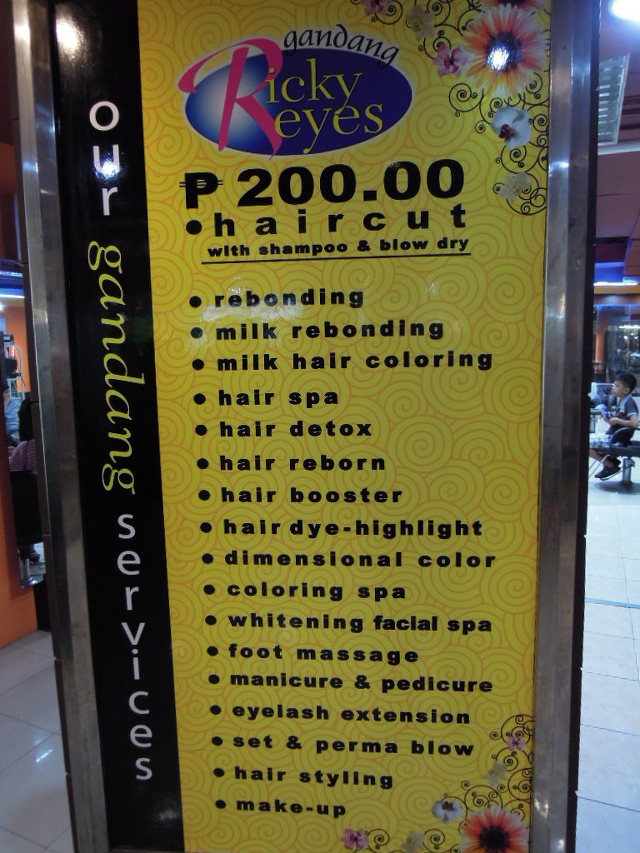 our gandang services
gandang
Ricky
Reyes
₱ 200.00
• haircut
with shampoo & blow dry
• rebonding
• milk rebonding
• milk hair coloring
• hair spa
• hair detox
• hair reborn
• hair booster
• hair dye-highlight
• dimensional color
• coloring spa
• whitening facial spa
• foot massage
• manicure & pedicure
• eyelash extension
• set & perma blow
• hair styling
• make-up